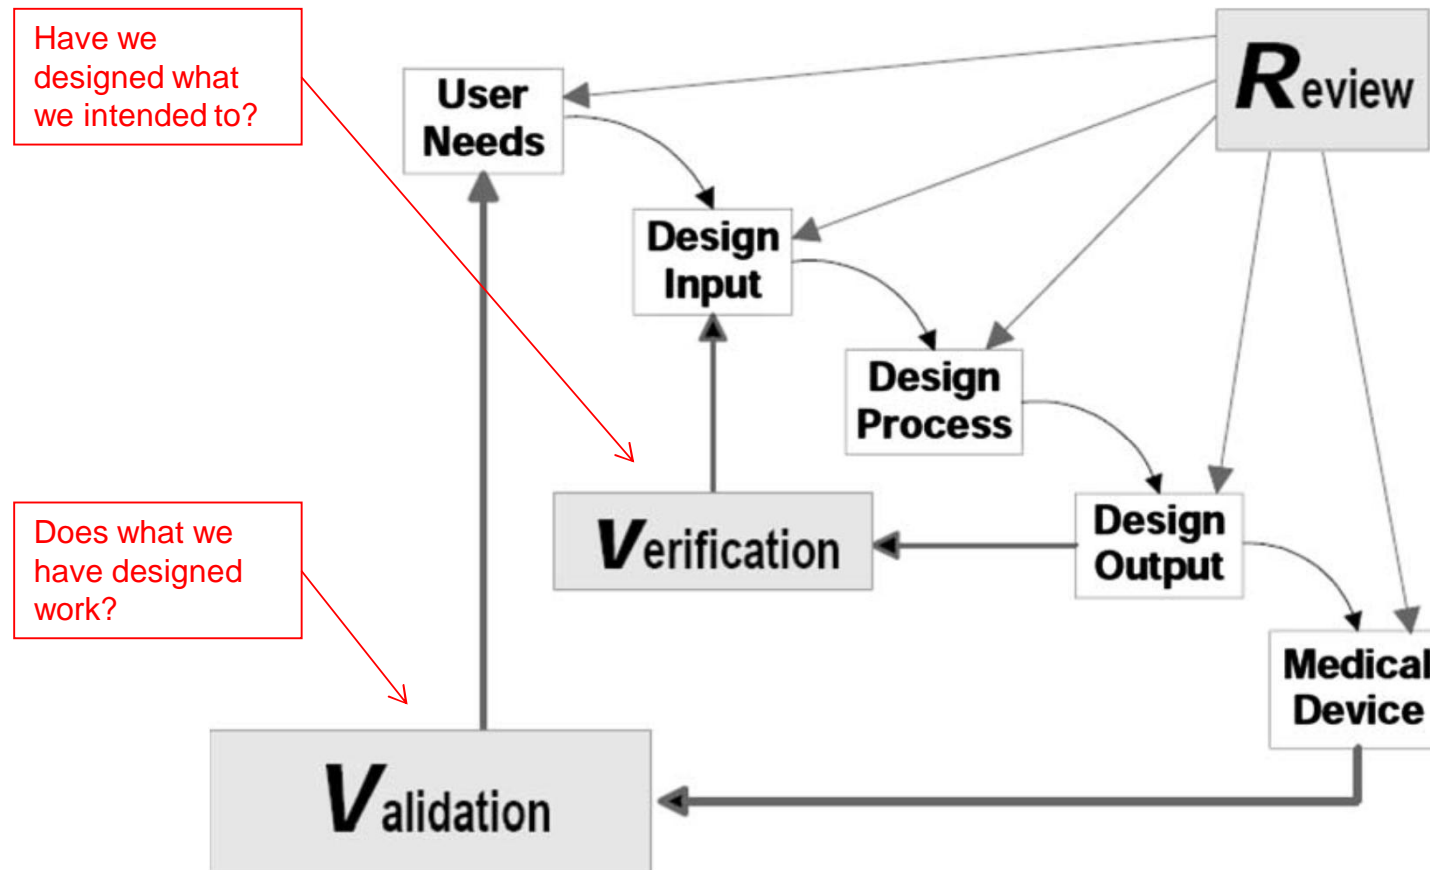 Have we
designed what
we intended to?
User
Needs
Review
Design
Input
Design
Process
Verification
Design
Output
Does what we
have designed
work?
Medical
Device
Validation